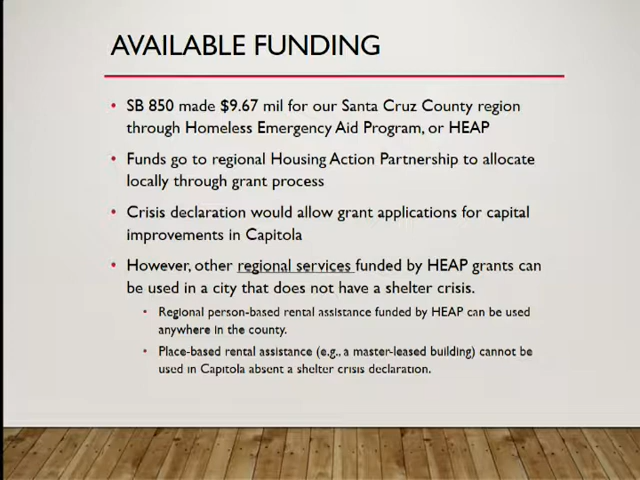 AVAILABLE FUNDING
• SB 850 made $9.67 mil for our Santa Cruz County region
through Homeless Emergency Aid Program, or HEAP
• Funds go to regional Housing Action Partnership to allocate
locally through grant process
• Crisis declaration would allow grant applications for capital
improvements in Capitola
• However, other regional services funded by HEAP grants can
be used in a city that does not have a shelter crisis.
• Regional person-based rental assistance funded by HEAP can be used
anywhere in the county.
• Place-based rental assistance (e.g., a master-leased building) cannot be
used in Capitola absent a shelter crisis declaration.